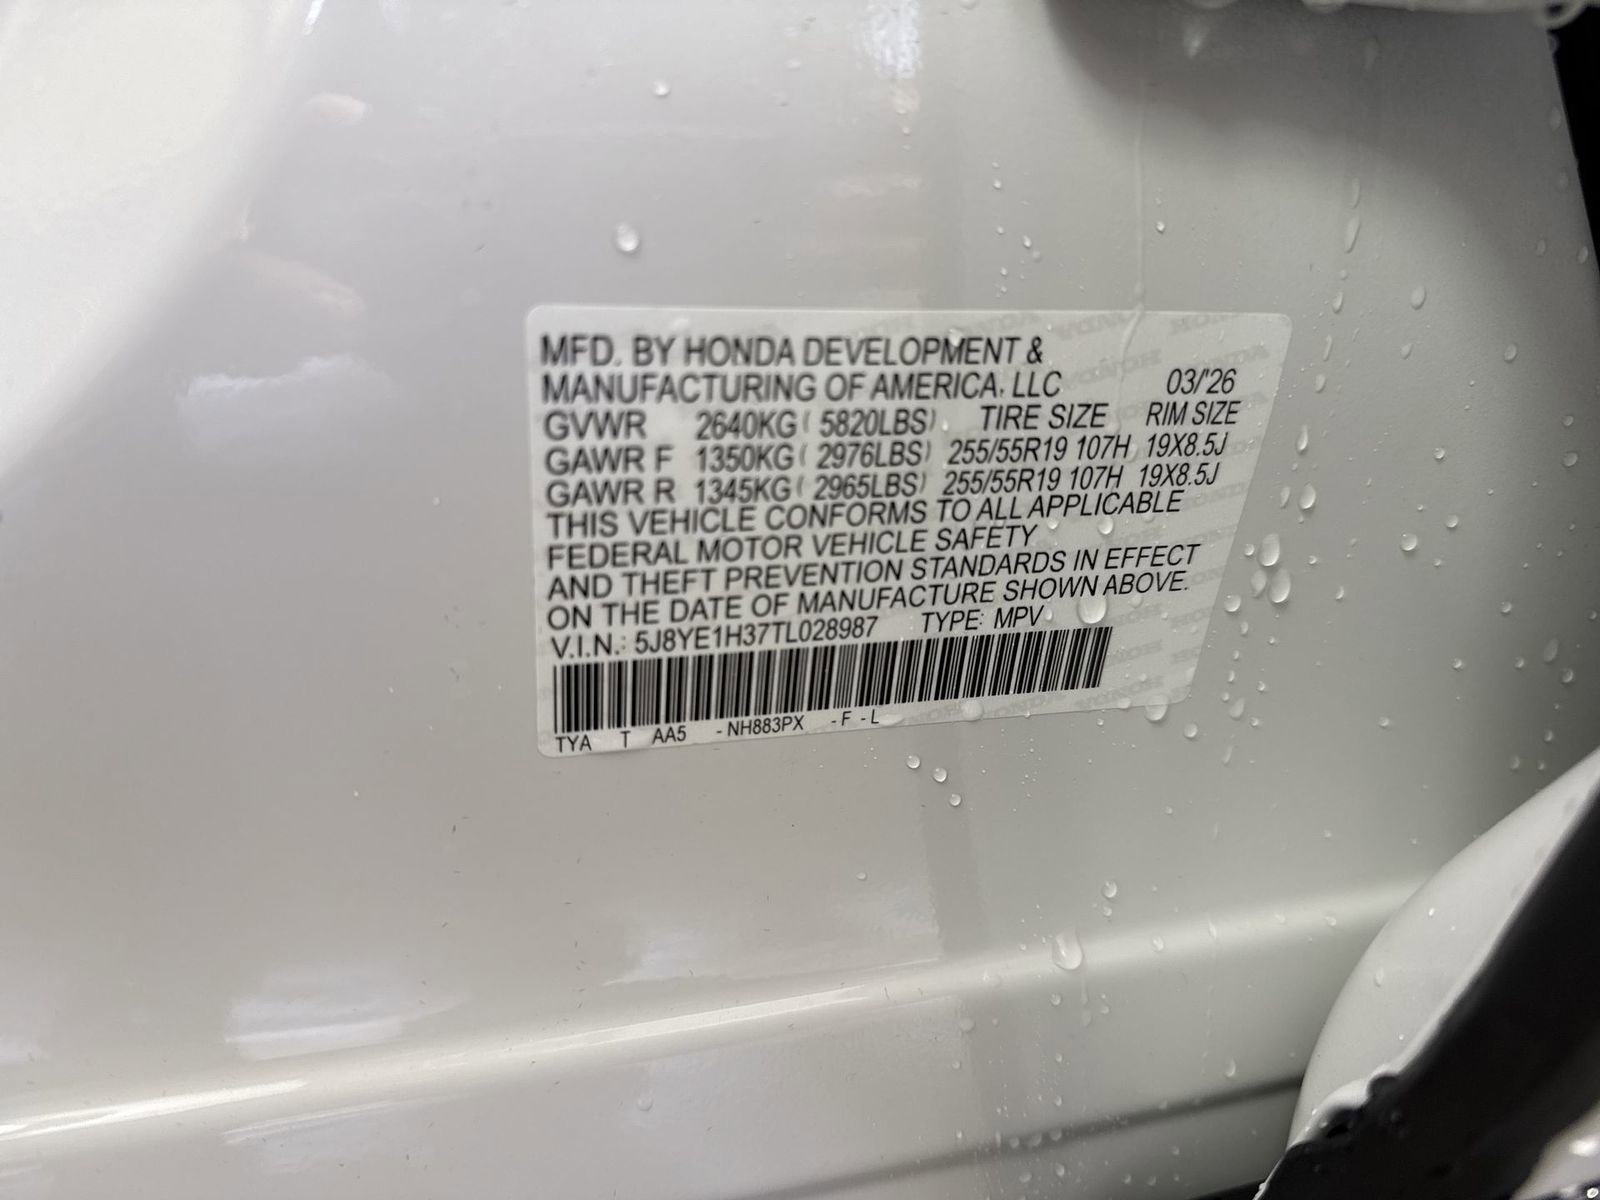 MFD. BY HONDA DEVELOPMENT &
MANUFACTURING OF AMERICA, LLC 03/'26
GVWR 2640KG ( 5820LBS) TIRE SIZE RIM SIZE
GAWR F 1350KG ( 2976LBS) 255/55R19 107H 19X8.5J
GAWR R 1345KG ( 2965LBS) 255/55R19 107H 19X8.5J
THIS VEHICLE CONFORMS TO ALL APPLICABLE
FEDERAL MOTOR VEHICLE SAFETY
AND THEFT PREVENTION STANDARDS IN EFFECT
ON THE DATE OF MANUFACTURE SHOWN ABOVE.
V.I.N.: 5J8YE1H37TL028987 TYPE: MPV
TYA T AA5 -NH883PX -F -L